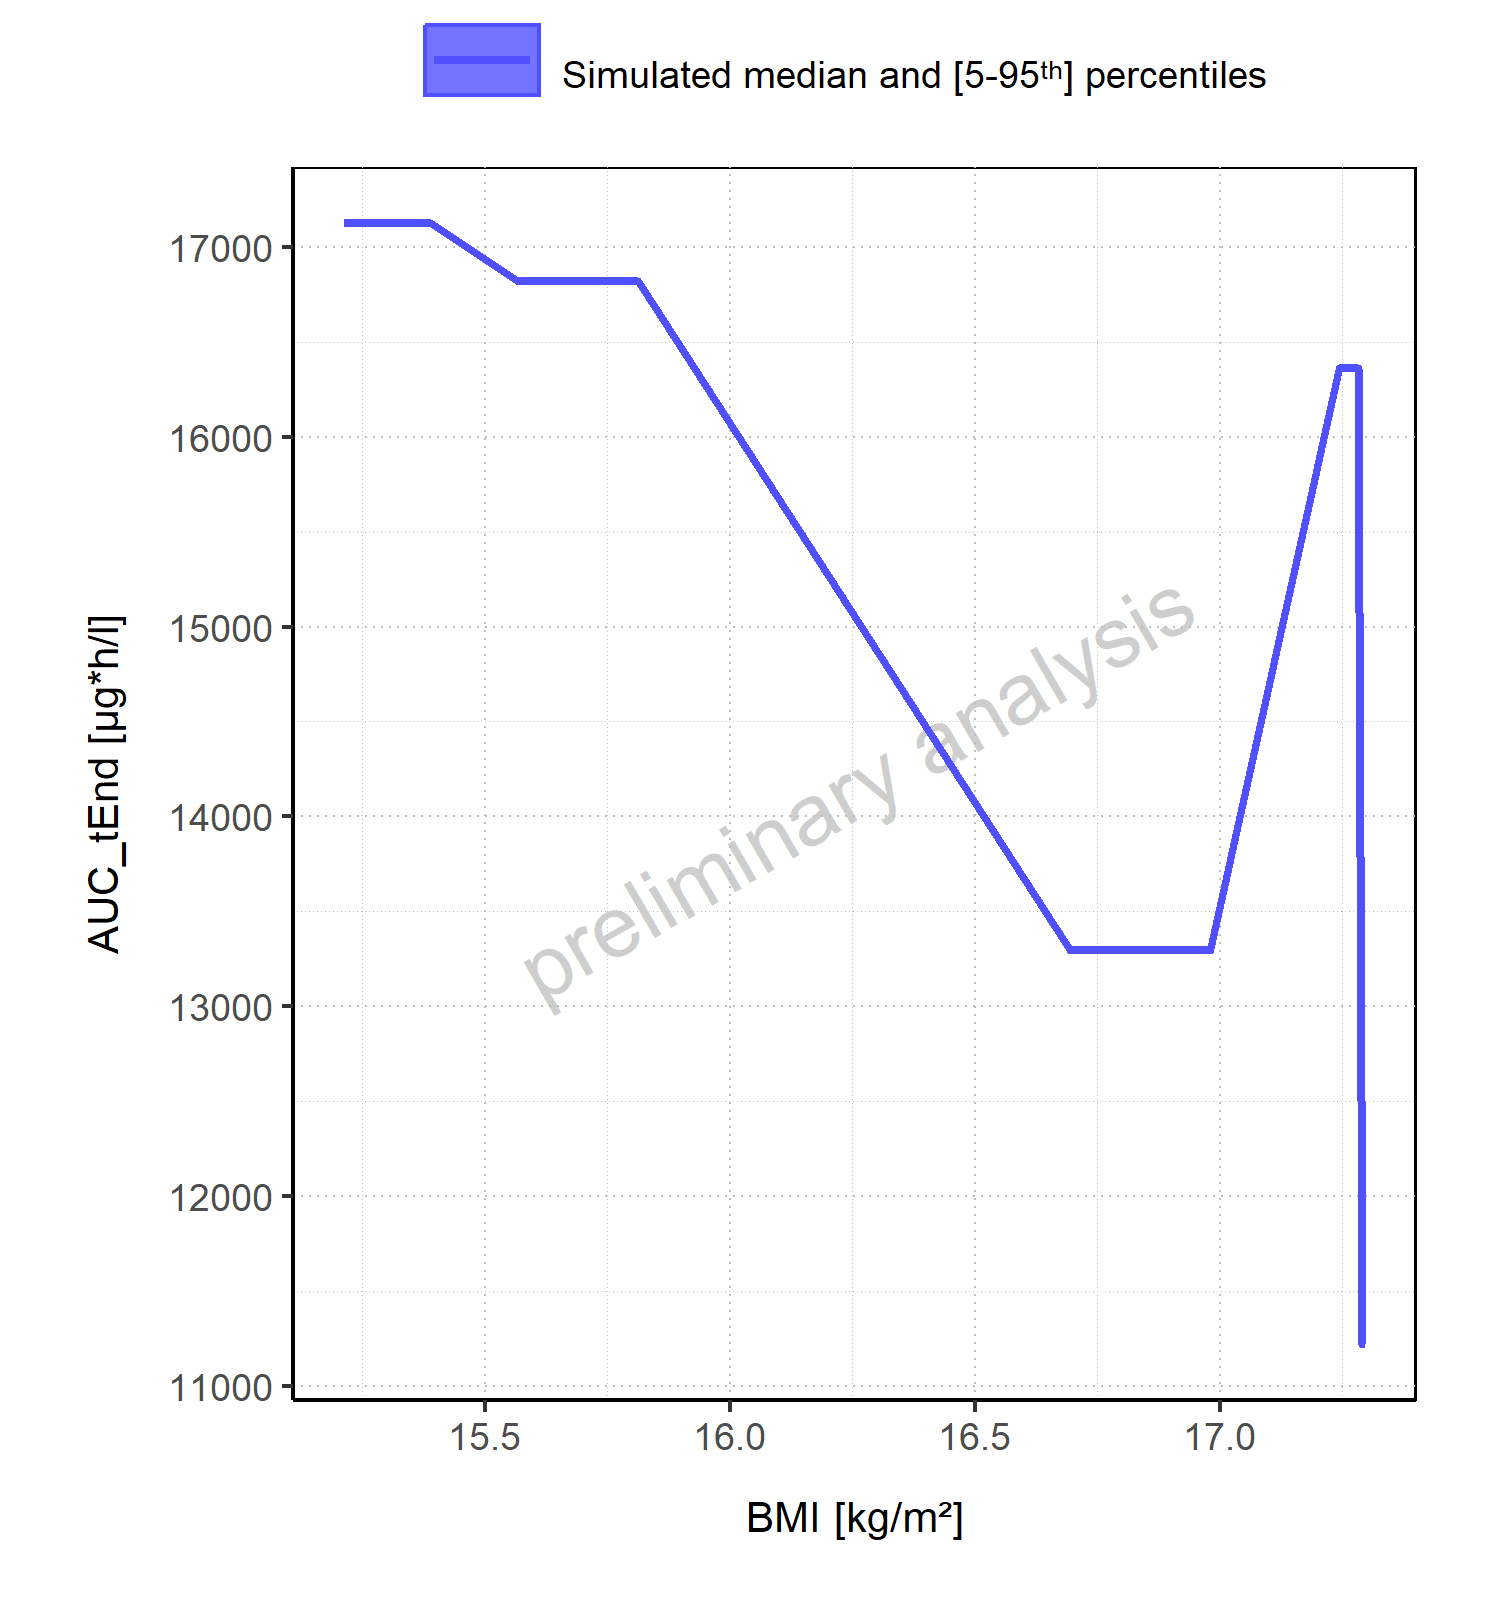 Simulated median and [5-95ᵗʰ] percentiles
17000
16000
15000
14000
13000
12000
11000
AUC_tEnd [µg*h/l]
preliminary analysis
15.5 16.0 16.5 17.0
BMI [kg/m²]